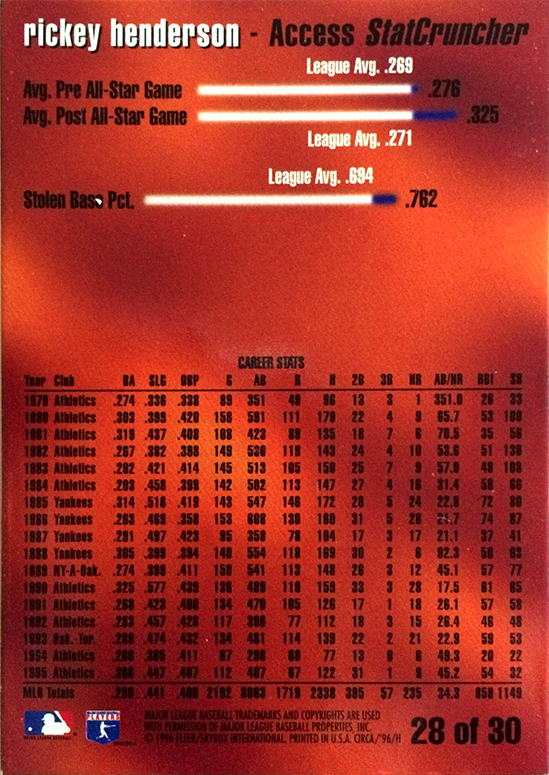 rickey henderson - Access StatCruncher
League Avg. .269
Avg. Pre All-Star Game .276
Avg. Post All-Star Game .325
League Avg. .271
League Avg. .694
Stolen Base Pct. .762
CAREER STATS
Year Club BA SLG OBP G AB R H 2B 3B HR AB/HR RBI SB
1979 Athletics .274 .336 .338 89 351 49 96 13 3 1 351.0 26 33
1980 Athletics .303 .399 .420 158 591 111 179 22 4 9 65.7 53 100
1981 Athletics .319 .437 .408 108 423 89 135 18 7 6 70.5 35 56
1982 Athletics .267 .382 .398 149 536 119 143 24 4 10 53.6 51 130
1983 Athletics .292 .421 .414 145 513 105 150 25 7 9 57.0 48 108
1984 Athletics .293 .458 .399 142 502 113 147 27 4 16 31.4 58 66
1985 Yankees .314 .516 .419 143 547 146 172 28 5 24 22.8 72 80
1986 Yankees .263 .469 .358 153 608 130 160 31 5 28 21.7 74 87
1987 Yankees .291 .497 .423 95 358 78 104 17 3 17 21.1 37 41
1988 Yankees .305 .399 .394 140 554 118 169 30 2 6 92.3 50 93
1989 NY-A-Oak. .274 .399 .411 150 541 113 148 26 3 12 45.1 57 77
1990 Athletics .325 .577 .439 136 489 119 159 33 3 28 17.5 61 65
1991 Athletics .268 .423 .400 134 470 105 126 17 1 18 26.1 57 58
1992 Athletics .283 .457 .426 117 396 77 112 18 3 15 26.4 46 48
1993 Oak.-Tor. .289 .474 .432 134 481 114 139 22 2 21 22.9 59 53
1994 Athletics .260 .365 .411 87 296 66 77 13 0 6 49.3 20 22
1995 Athletics .300 .447 .407 112 407 67 122 31 1 9 45.2 54 32
MLB Totals .441 .406 2192 8063 1719 2338 395 57 235 34.3 858 1149
MAJOR LEAGUE BASEBALL TRADEMARKS AND COPYRIGHTS ARE USED
WITH PERMISSION OF MAJOR LEAGUE BASEBALL PROPERTIES, INC.
© 1996 FLEER/SKYBOX INTERNATIONAL. PRINTED IN U.S.A. CIRCA/'96/H
28 of 30
PLAYERS